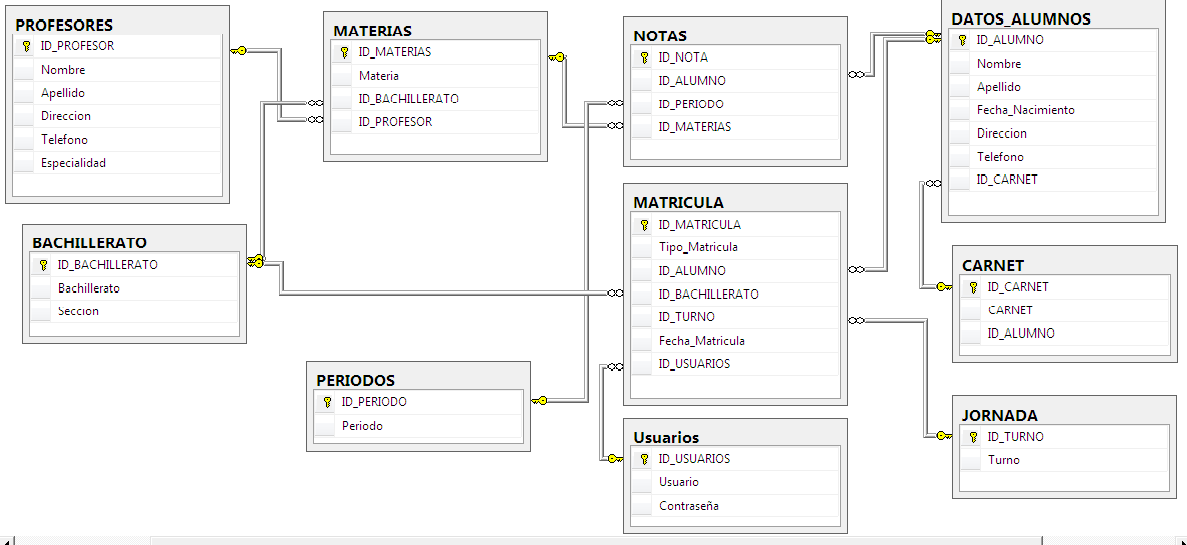 PROFESORES
ID_PROFESOR
Nombre
Apellido
Direccion
Telefono
Especialidad
MATERIAS
ID_MATERIAS
Materia
ID_BACHILLERATO
ID_PROFESOR
NOTAS
ID_NOTA
ID_ALUMNO
ID_PERIODO
ID_MATERIAS
DATOS_ALUMNOS
ID_ALUMNO
Nombre
Apellido
Fecha_Nacimiento
Direccion
Telefono
ID_CARNET
BACHILLERATO
ID_BACHILLERATO
Bachillerato
Seccion
MATRICULA
ID_MATRICULA
Tipo_Matricula
ID_ALUMNO
ID_BACHILLERATO
ID_TURNO
Fecha_Matricula
ID_USUARIOS
CARNET
ID_CARNET
CARNET
ID_ALUMNO
PERIODOS
ID_PERIODO
Periodo
Usuarios
ID_USUARIOS
Usuario
Contraseña
JORNADA
ID_TURNO
Turno